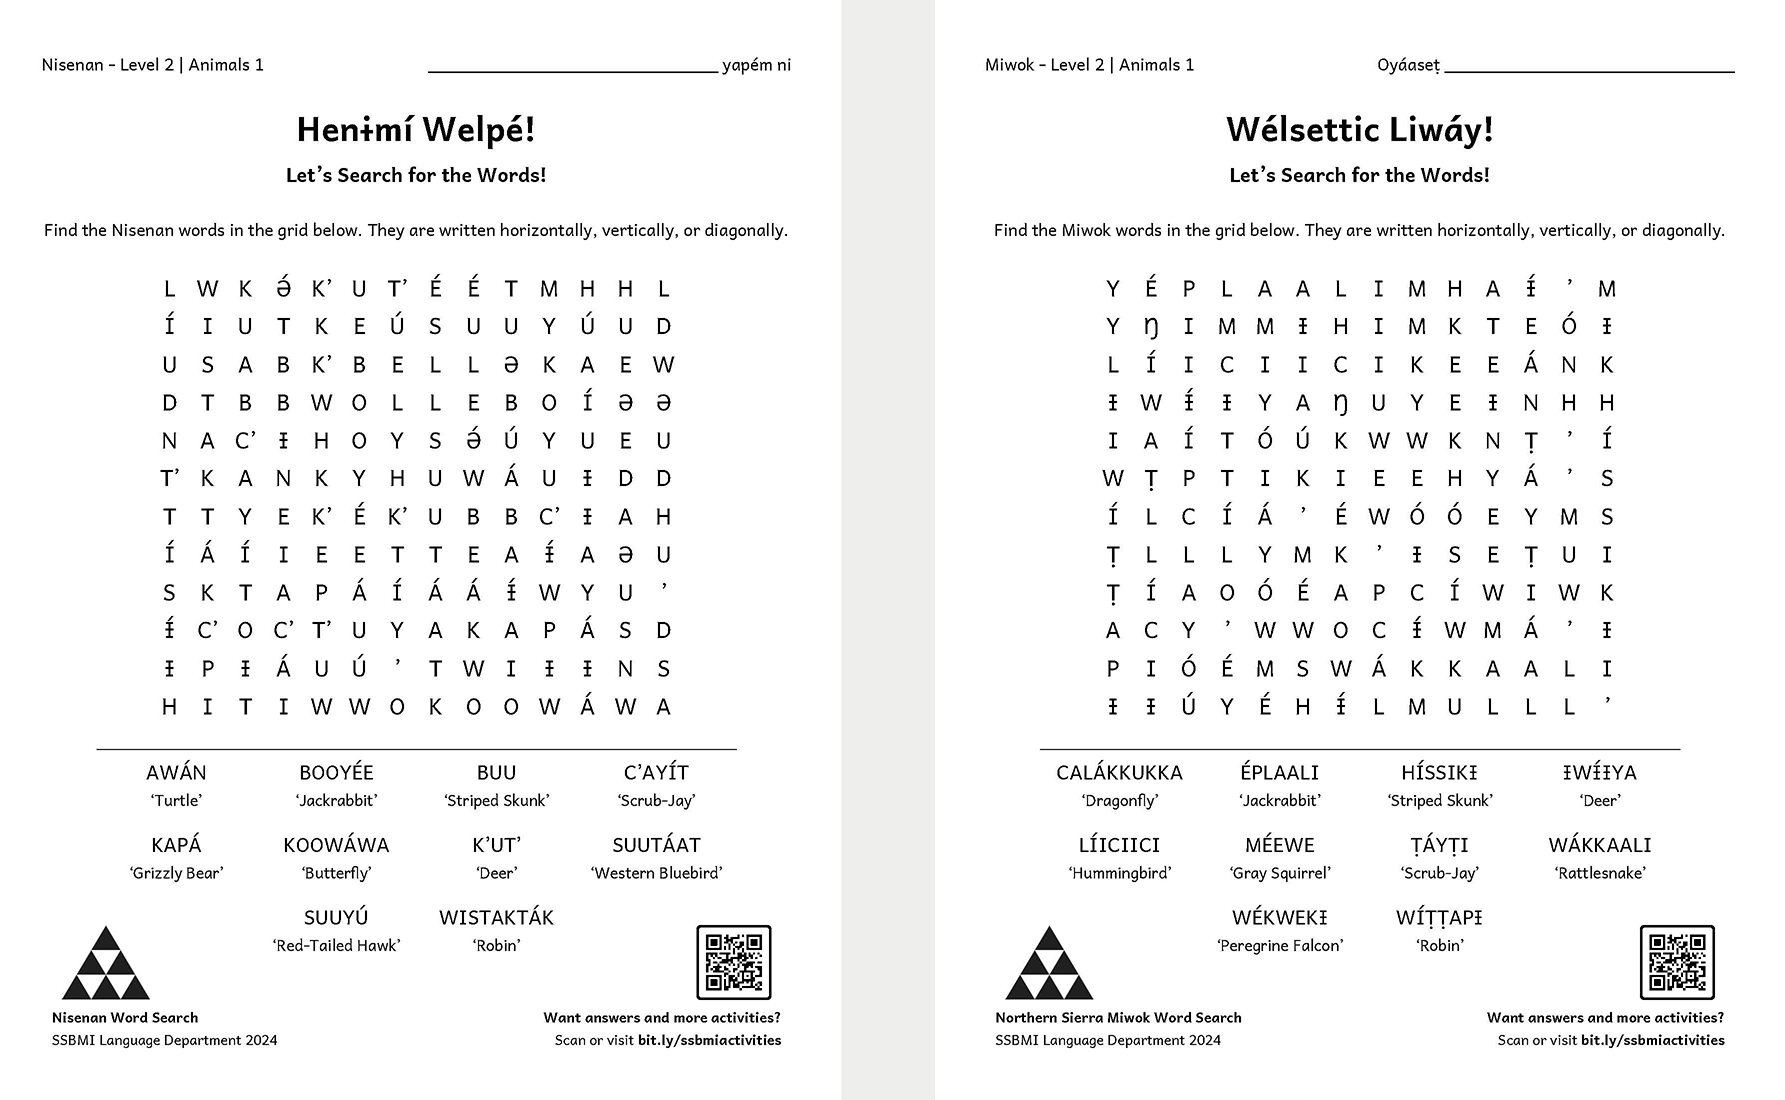 Nisenan – Level 2 | Animals 1 ______________________________ yapém ni
Henɨmí Welpé!
Let’s Search for the Words!
Find the Nisenan words in the grid below. They are written horizontally, vertically, or diagonally.
L W K Ə́ K’ U T’ É É T M H H L
Í I U T K E Ú S U U Y Ú U D
U S A B K’ B E L L Ə K A E W
D T B B W O L L E B O Í Ə Ə
N A C’ Ɨ H O Y S Ə́ Ú Y U E U
T’ K A N K Y H U W Á U Ɨ D D
T T Y E K’ É K’ U B B C’ Ɨ A H
Í Á Í I E E T T E A Ɨ́ A Ə U
S K T A P Á Í Á Á Ɨ́ W Y U ’
Ɨ́ C’ O C’ T’ U Y A K A P Á S D
Ɨ P Ɨ Á U Ú ’ T W I Ɨ Ɨ N S
H I T I W W O K O O W Á W A
AWÁN BOOYÉE BUU C’AYÍT
‘Turtle’ ‘Jackrabbit’ ‘Striped Skunk’ ‘Scrub-Jay’
KAPÁ KOOWÁWA K’UT’ SUUTÁAT
‘Grizzly Bear’ ‘Butterfly’ ‘Deer’ ‘Western Bluebird’
SUUYÚ WISTAKTÁK
‘Red-Tailed Hawk’ ‘Robin’
Nisenan Word Search
SSBMI Language Department 2024
Want answers and more activities?
Scan or visit bit.ly/ssbmiactivities
Miwok – Level 2 | Animals 1 Oyáaseṭ ______________________________
Wélsettic Liwáy!
Let’s Search for the Words!
Find the Miwok words in the grid below. They are written horizontally, vertically, or diagonally.
Y É P L A A L I M H A Ɨ́ ’ M
Y Ŋ I M M Ɨ H I M K T E Ó Ɨ
L Í I C I I C I K E E Á N K
Ɨ W Ɨ́ Ɨ Y A Ŋ U Y E Ɨ N H H
I A Í T Ó Ú K W W K N Ṭ ’ Í
W Ṭ P T I K I E E H Y Á ’ S
Í L C Í Á ’ É W Ó Ó E Y M S
Ṭ L L L Y M K ’ Ɨ S E Ṭ U I
Ṭ Í A O Ó É A P C Í W I W K
A C Y ’ W W O C Ɨ́ W M Á ’ Ɨ
P I Ó É M S W Á K K A A L I
Ɨ Ɨ Ú Y É H Ɨ́ L M U L L L ’
CALÁKKUKKA ÉPLAALI HÍSSIKƗ ƗWƗ́ƗYA
‘Dragonfly’ ‘Jackrabbit’ ‘Striped Skunk’ ‘Deer’
LÍICIICI MÉEWE ṬÁYṬI WÁKKAALI
‘Hummingbird’ ‘Gray Squirrel’ ‘Scrub-Jay’ ‘Rattlesnake’
WÉKWEKƗ WÍṬṬAPƗ
‘Peregrine Falcon’ ‘Robin’
Northern Sierra Miwok Word Search
SSBMI Language Department 2024
Want answers and more activities?
Scan or visit bit.ly/ssbmiactivities